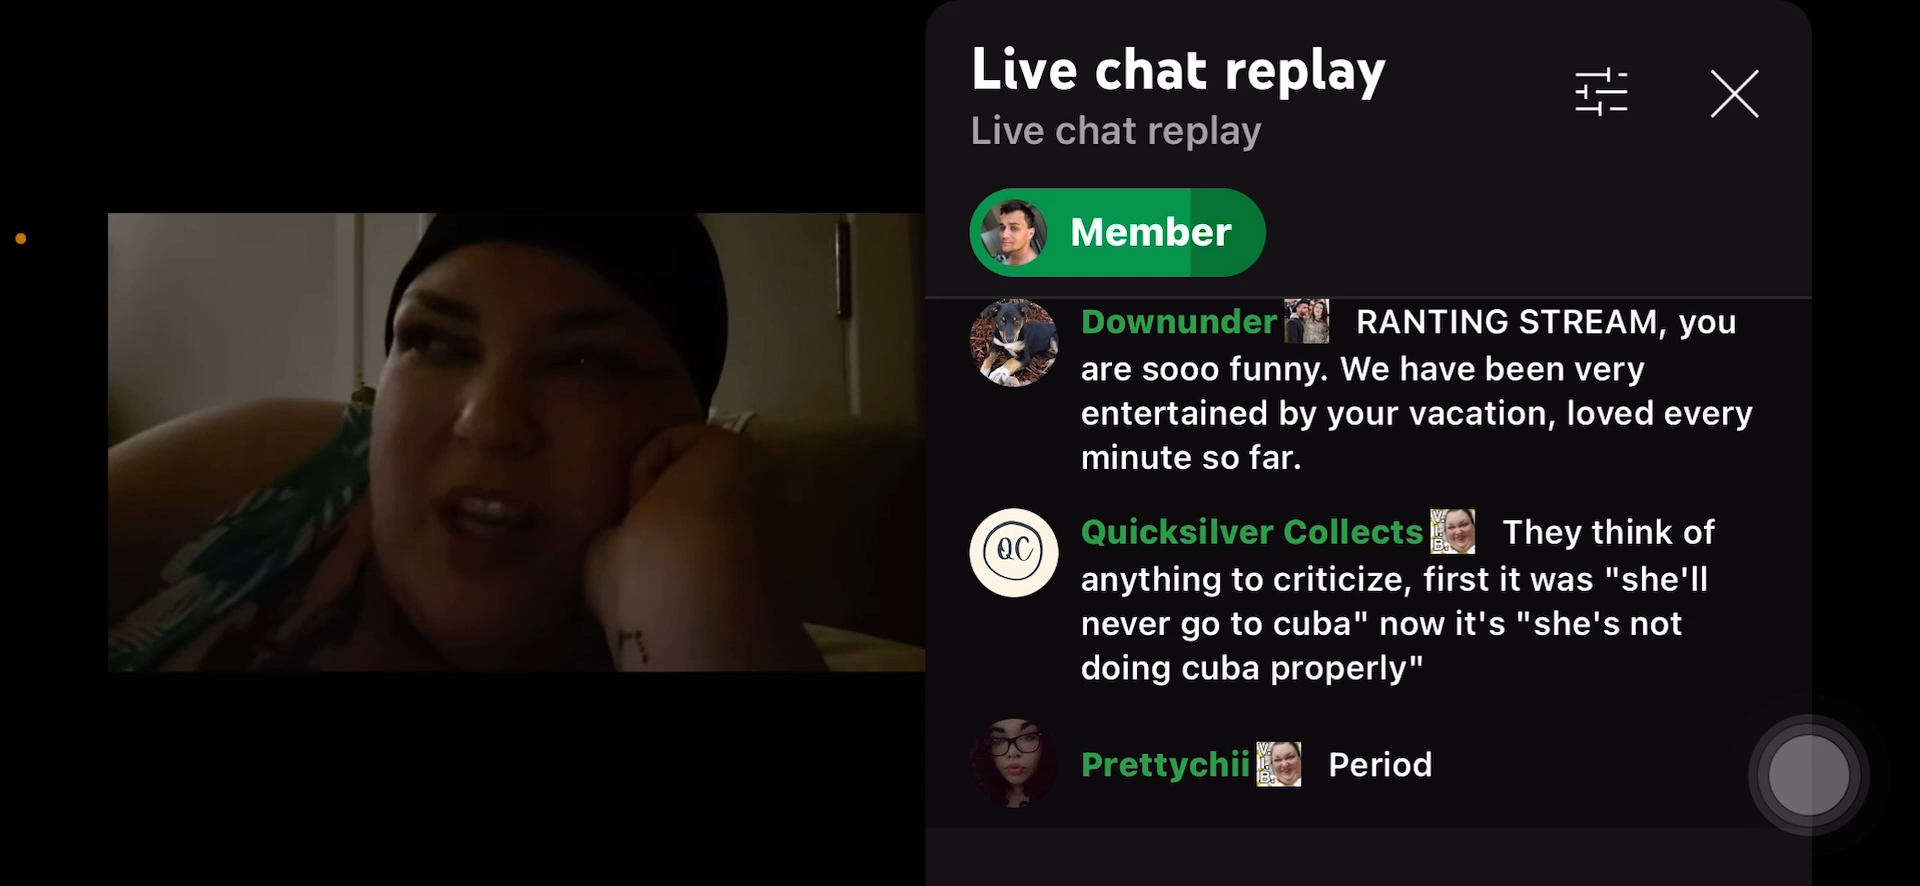 Live chat replay
Live chat replay
Member
Downunder RANTING STREAM, you
are sooo funny. We have been very
entertained by your vacation, loved every
minute so far.
QC
Quicksilver Collects V.I.B. They think of
anything to criticize, first it was "she'll
never go to cuba" now it's "she's not
doing cuba properly"
Prettychii V.I.B. Period